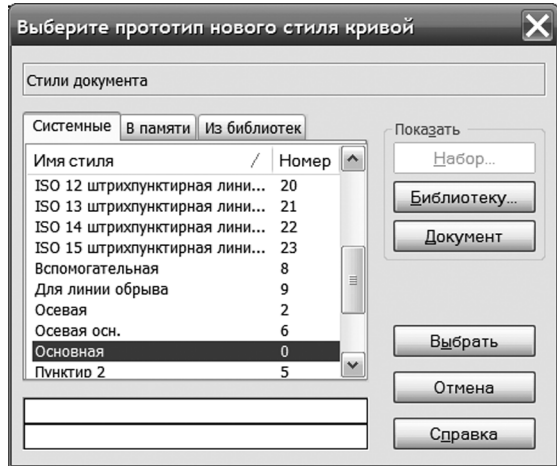 Выберите прототип нового стиля кривой
Стили документа
Системные В памяти Из библиотек
Имя стиля / Номер
ISO 12 штрихпунктирная лини... 20
ISO 13 штрихпунктирная лини... 21
ISO 14 штрихпунктирная лини... 22
ISO 15 штрихпунктирная лини... 23
Вспомогательная 8
Для линии обрыва 9
Осевая 2
Осевая осн. 6
Основная 0
Пунктир 2 5
Показать
Набор...
Библиотеку...
Документ
Выбрать
Отмена
Справка